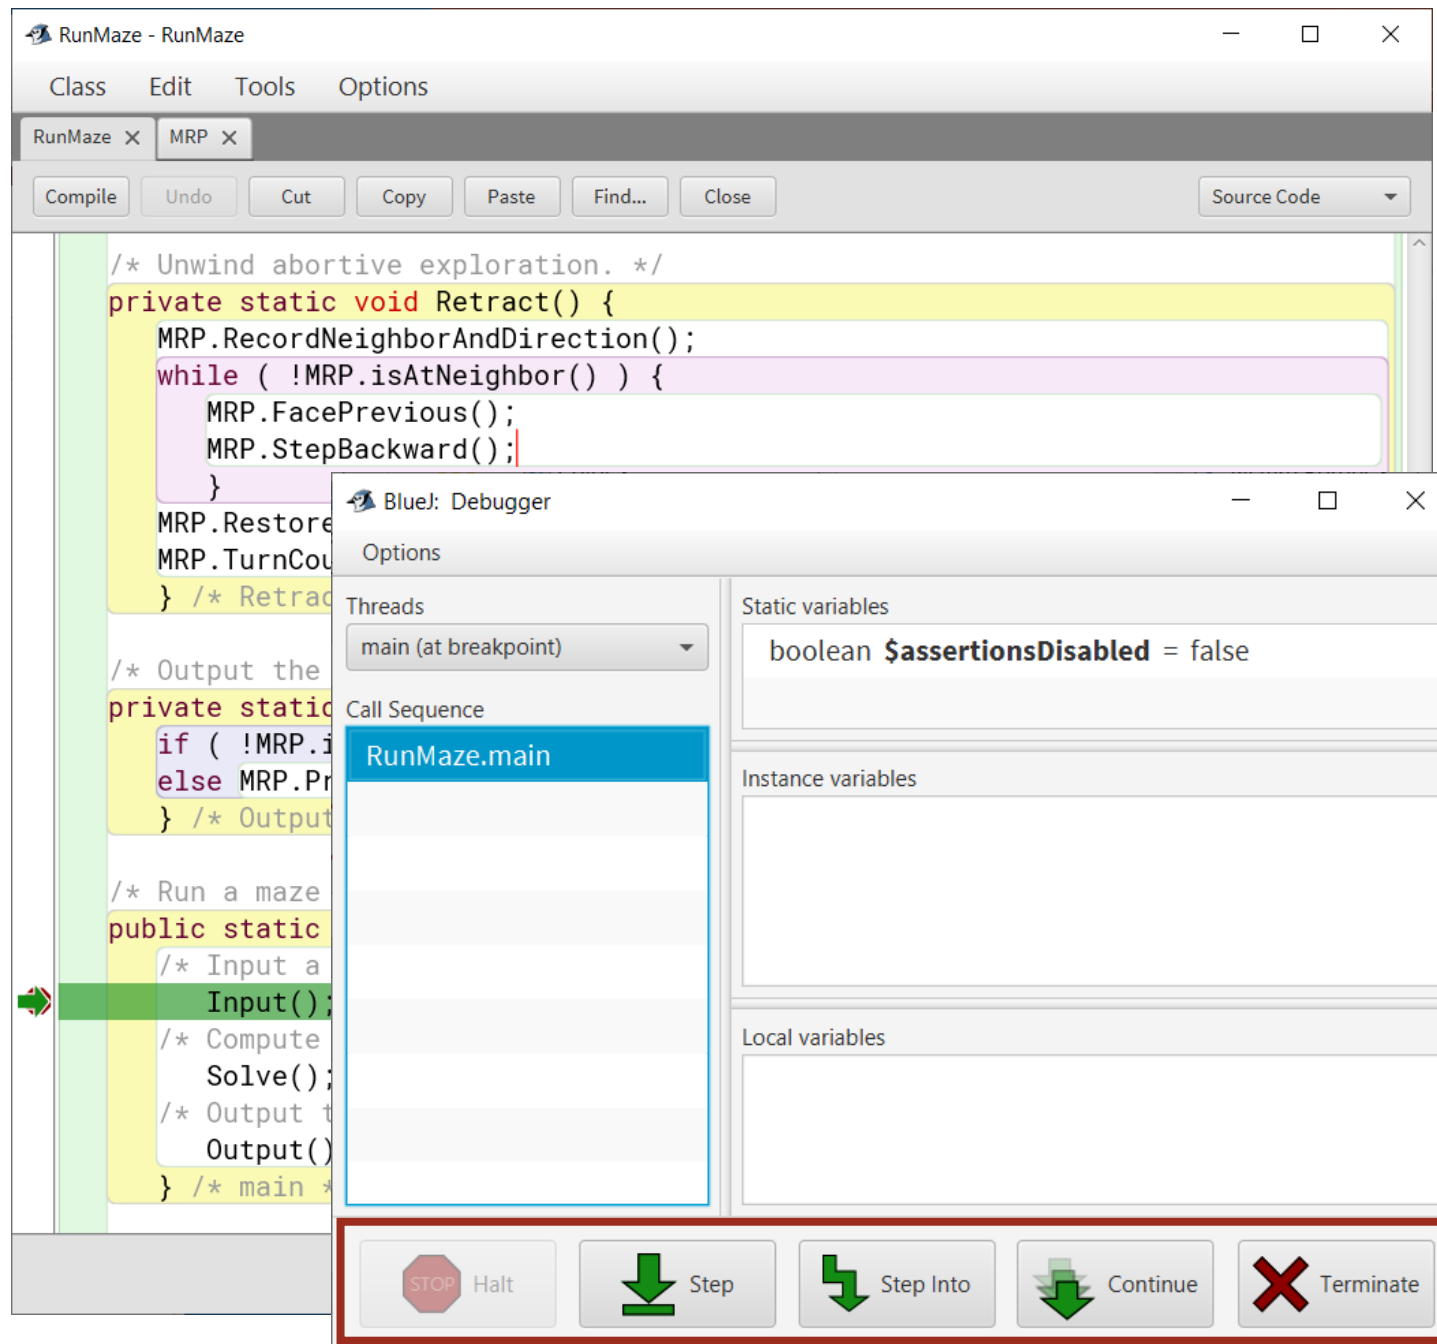 RunMaze - RunMaze
Class Edit Tools Options
RunMaze MRP
Compile Undo Cut Copy Paste Find... Close Source Code
/* Unwind abortive exploration. */
private static void Retract() {
MRP.RecordNeighborAndDirection();
while ( !MRP.isAtNeighbor() ) {
MRP.FacePrevious();
MRP.StepBackward();
}
MRP.Restore
MRP.TurnCou
} /* Retrac
/* Output the
private static
if ( !MRP.i
else MRP.Pr
} /* Output
/* Run a maze
public static
/* Input a
Input();
/* Compute
Solve();
/* Output t
Output()
} /* main *
BlueJ: Debugger
Options
Threads
main (at breakpoint)
Call Sequence
RunMaze.main
Static variables
boolean $assertionsDisabled = false
Instance variables
Local variables
STOP Halt Step Step Into Continue Terminate